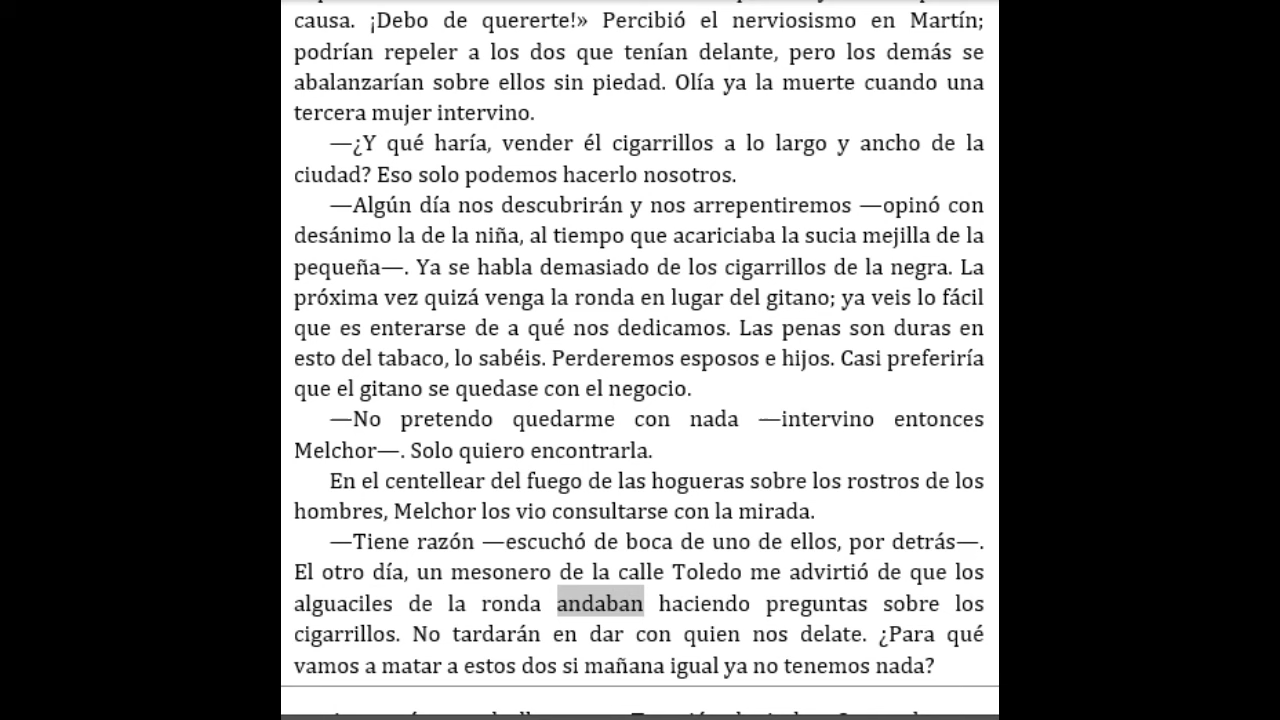 causa. ¡Debo de quererte!» Percibió el nerviosismo en Martín;
podrían repeler a los dos que tenían delante, pero los demás se
abalanzarían sobre ellos sin piedad. Olía ya la muerte cuando una
tercera mujer intervino.
—¿Y qué haría, vender él cigarrillos a lo largo y ancho de la
ciudad? Eso solo podemos hacerlo nosotros.
—Algún día nos descubrirán y nos arrepentiremos —opinó con
desánimo la de la niña, al tiempo que acariciaba la sucia mejilla de la
pequeña—. Ya se habla demasiado de los cigarrillos de la negra. La
próxima vez quizá venga la ronda en lugar del gitano; ya veis lo fácil
que es enterarse de a qué nos dedicamos. Las penas son duras en
esto del tabaco, lo sabéis. Perderemos esposos e hijos. Casi preferiría
que el gitano se quedase con el negocio.
—No pretendo quedarme con nada —intervino entonces
Melchor—. Solo quiero encontrarla.
En el centellear del fuego de las hogueras sobre los rostros de los
hombres, Melchor los vio consultarse con la mirada.
—Tiene razón —escuchó de boca de uno de ellos, por detrás—.
El otro día, un mesonero de la calle Toledo me advirtió de que los
alguaciles de la ronda andaban haciendo preguntas sobre los
cigarrillos. No tardarán en dar con quien nos delate. ¿Para qué
vamos a matar a estos dos si mañana igual ya no tenemos nada?